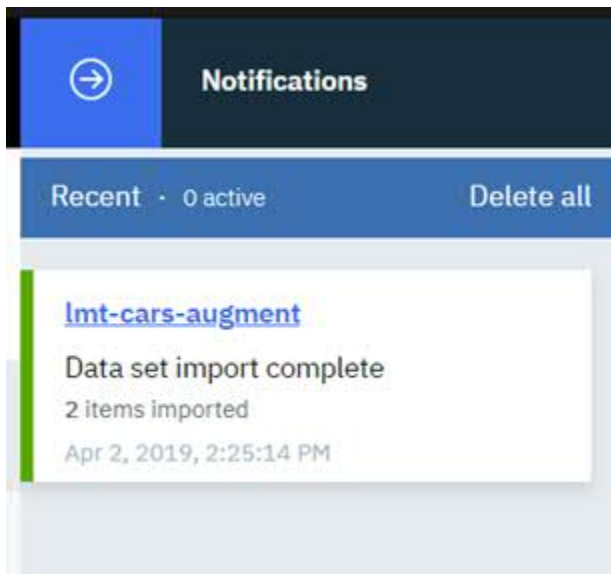 Notifications
Recent · 0 active Delete all
lmt-cars-augment
Data set import complete
2 items imported
Apr 2, 2019, 2:25:14 PM